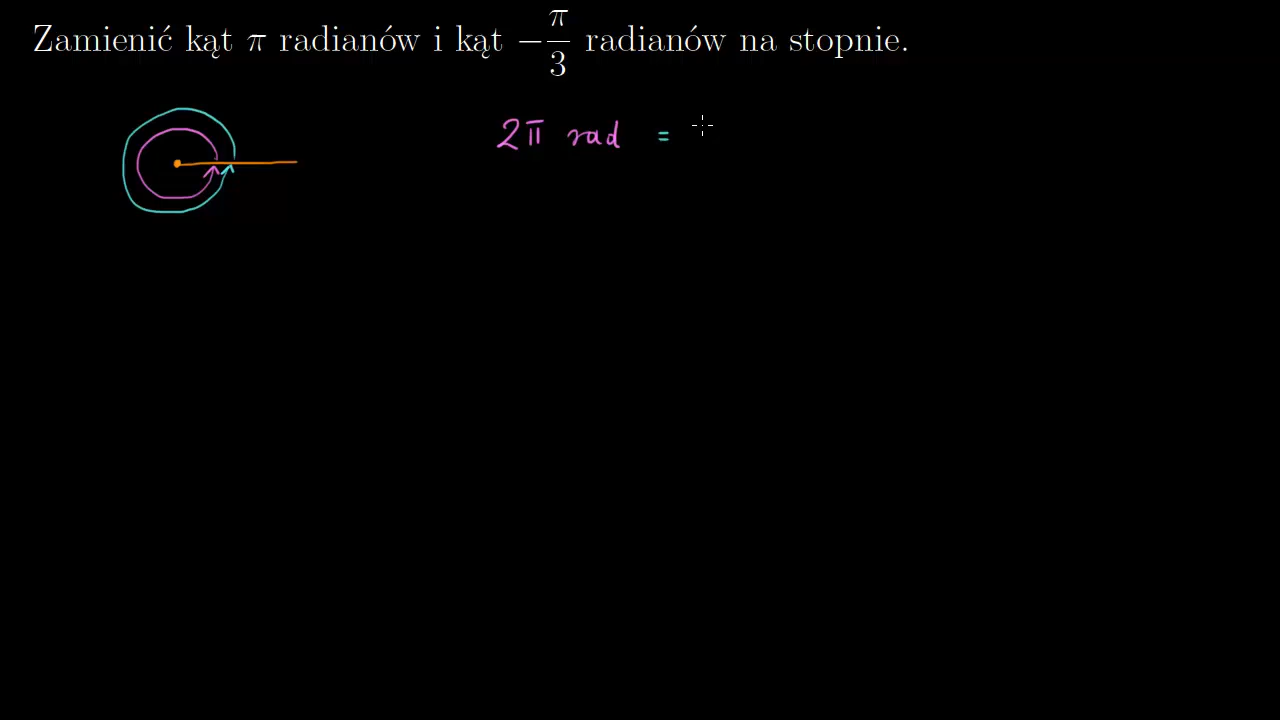 Zamienić kąt π radianów i kąt −π/3 radianów na stopnie.
2π rad =